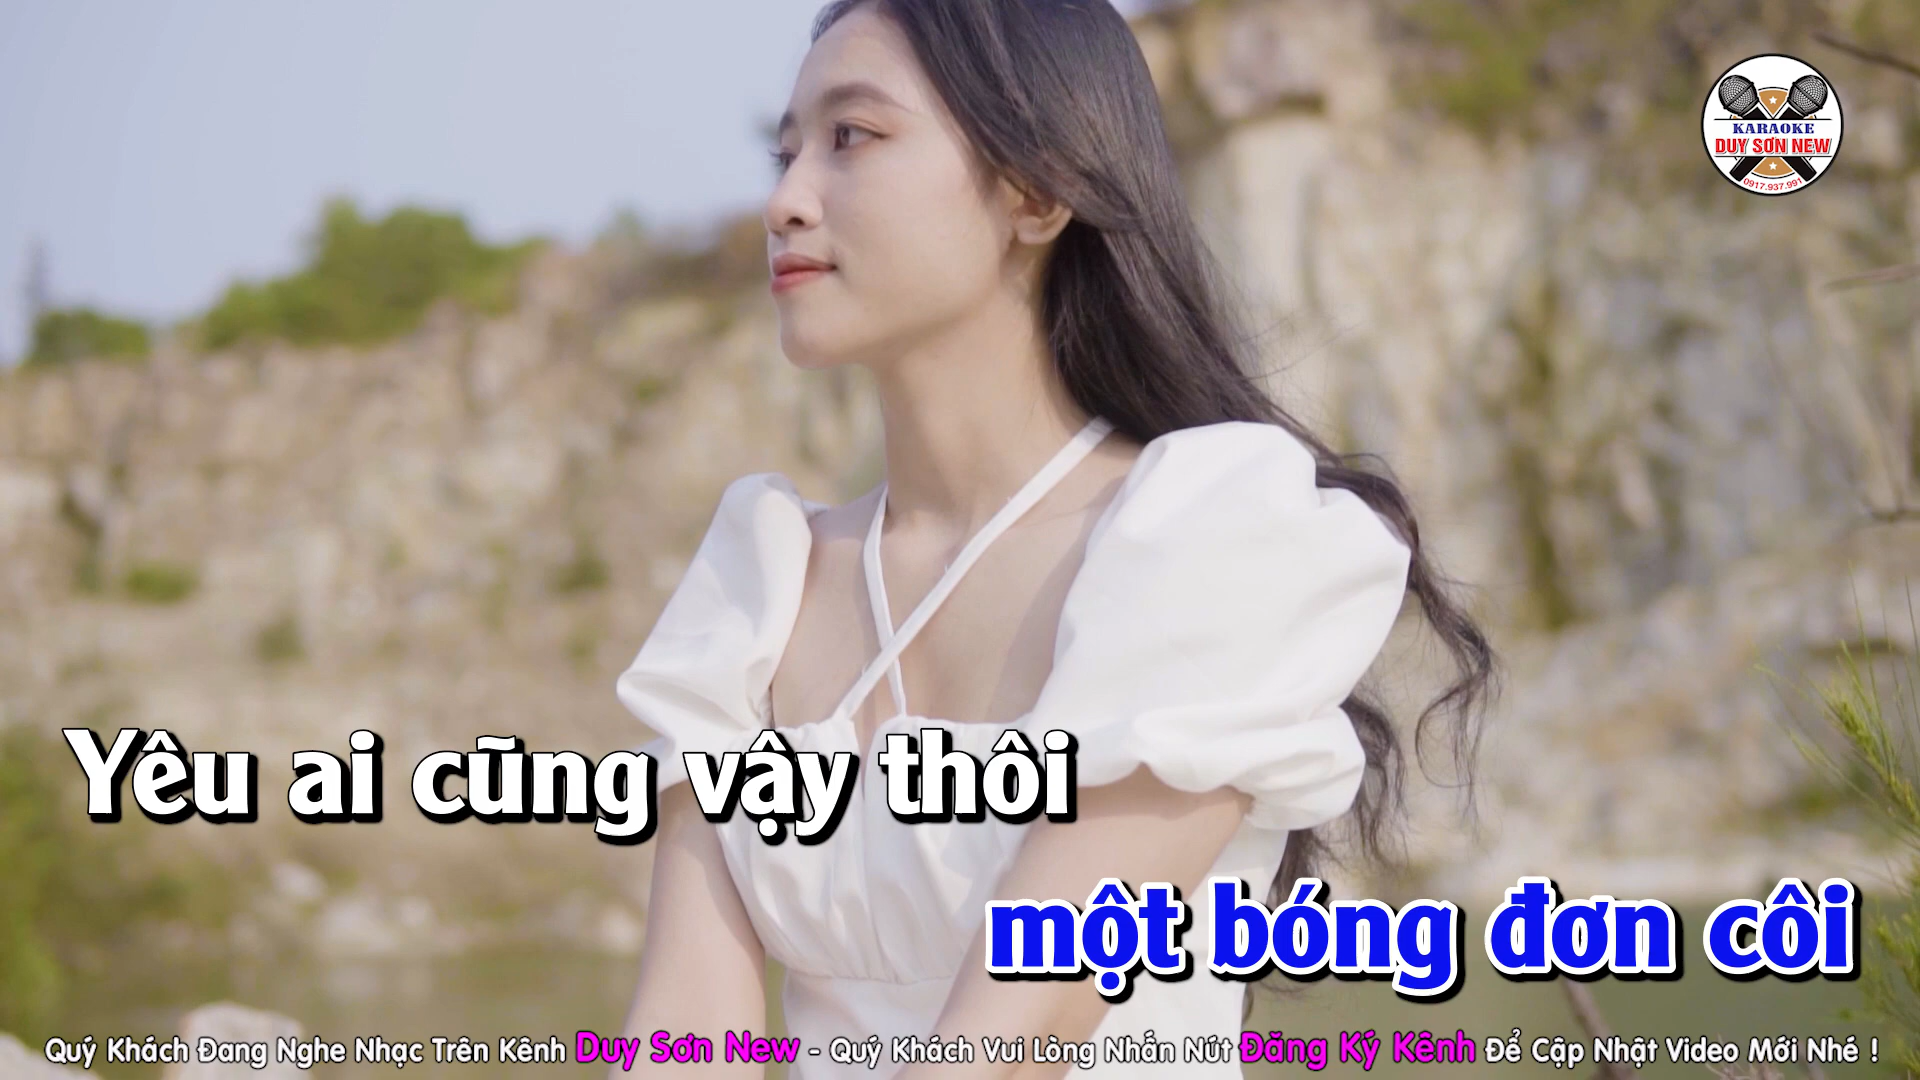 KARAOKE
DUY SƠN NEW
0917.937.991
Yêu ai cũng vậy thôi
một bóng đơn côi
Quý Khách Đang Nghe Nhạc Trên Kênh Duy Sơn New - Quý Khách Vui Lòng Nhấn Nút Đăng Ký Kênh Để Cập Nhật Video Mới Nhé !